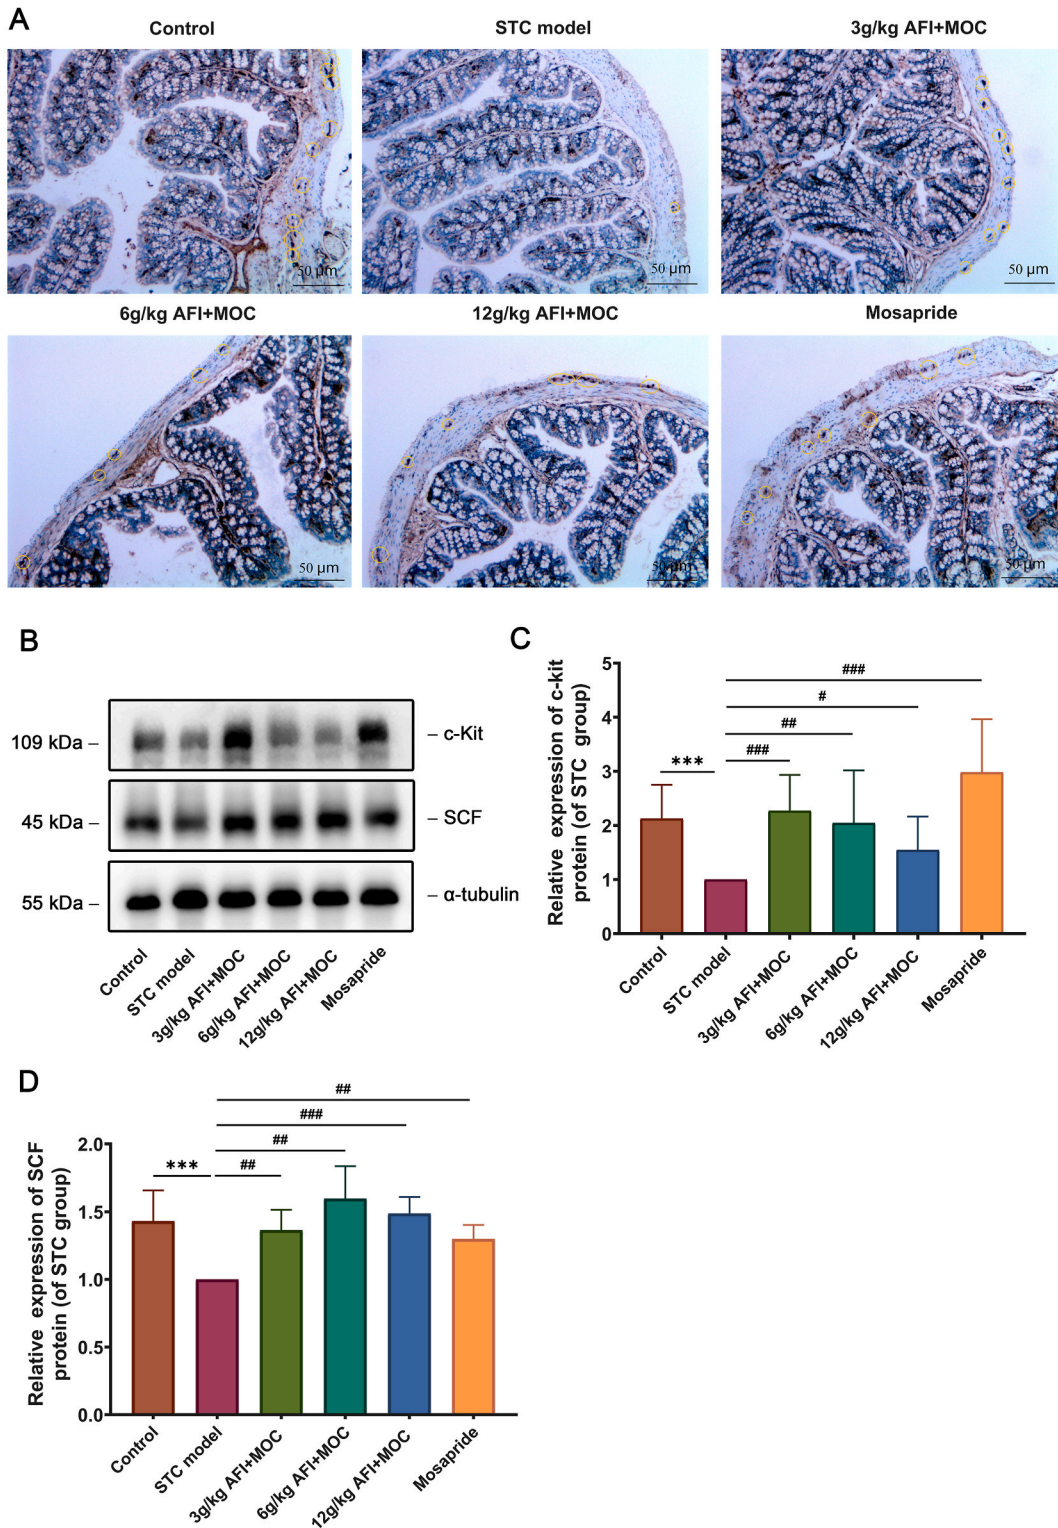 A
Control
STC model
3g/kg AFI+MOC
50 µm
50 µm
50 µm
6g/kg AFI+MOC
12g/kg AFI+MOC
Mosapride
50 µm
50 µm
50 µm
B
109 kDa –
– c-Kit
45 kDa –
– SCF
55 kDa –
– α-tubulin
Control
STC model
3g/kg AFI+MOC
6g/kg AFI+MOC
12g/kg AFI+MOC
Mosapride
C
Relative expression of c-kit
protein (of STC group)
5
4
3
2
1
0
###
#
##
###
***
Control
STC model
3g/kg AFI+MOC
6g/kg AFI+MOC
12g/kg AFI+MOC
Mosapride
D
Relative expression of SCF
protein (of STC group)
2.0
1.5
1.0
0.5
0.0
##
###
##
***
##
Control
STC model
3g/kg AFI+MOC
6g/kg AFI+MOC
12g/kg AFI+MOC
Mosapride